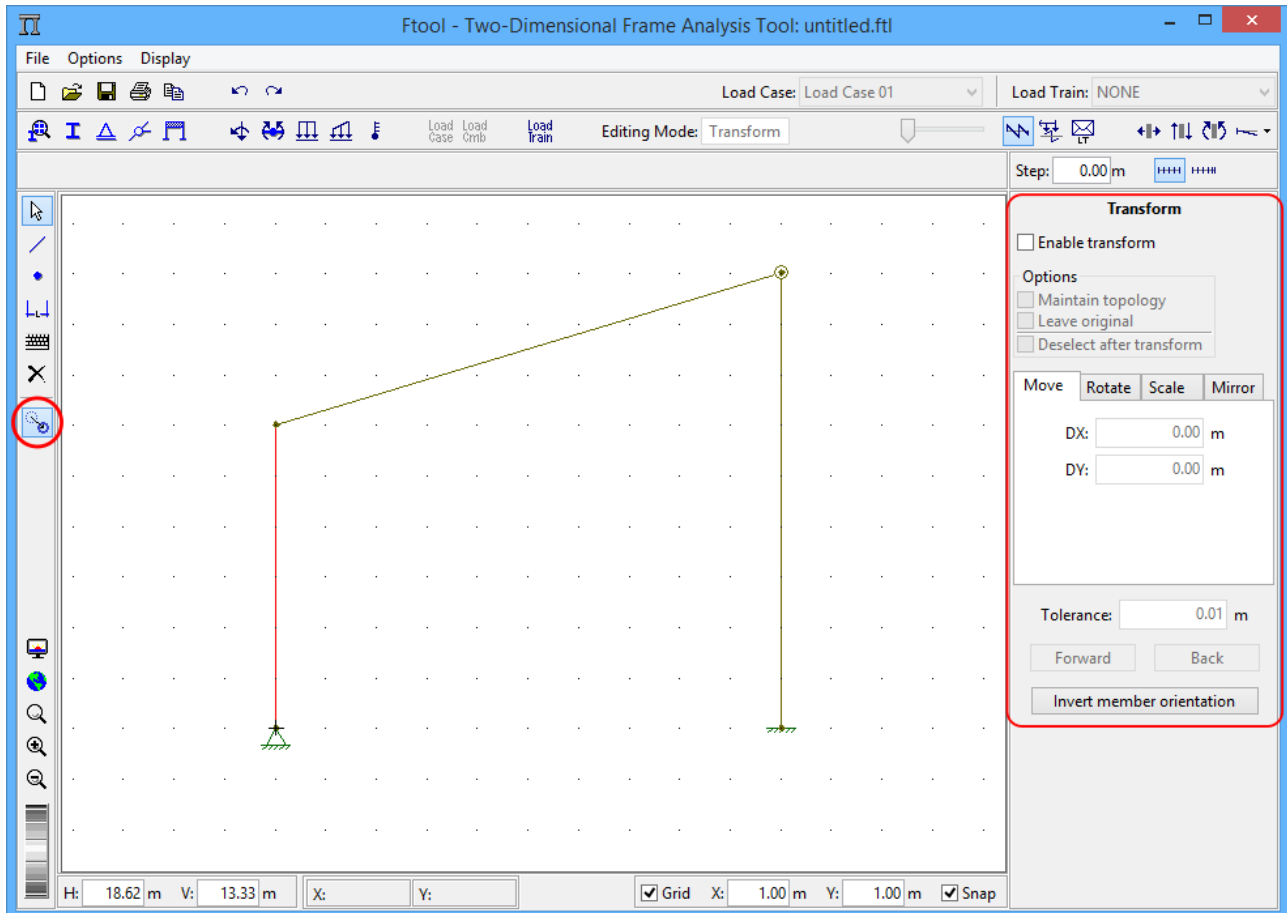 Ftool - Two-Dimensional Frame Analysis Tool: untitled.ftl
File Options Display
Load Case: Load Case 01 Load Train: NONE
Load Case Load Cmb Load Train Editing Mode: Transform LT
Step: 0.00 m
Transform
Enable transform
Options
Maintain topology
Leave original
Deselect after transform
Move Rotate Scale Mirror
DX: 0.00 m
DY: 0.00 m
Tolerance: 0.01 m
Forward Back
Invert member orientation
H: 18.62 m V: 13.33 m X: Y: Grid X: 1.00 m Y: 1.00 m Snap